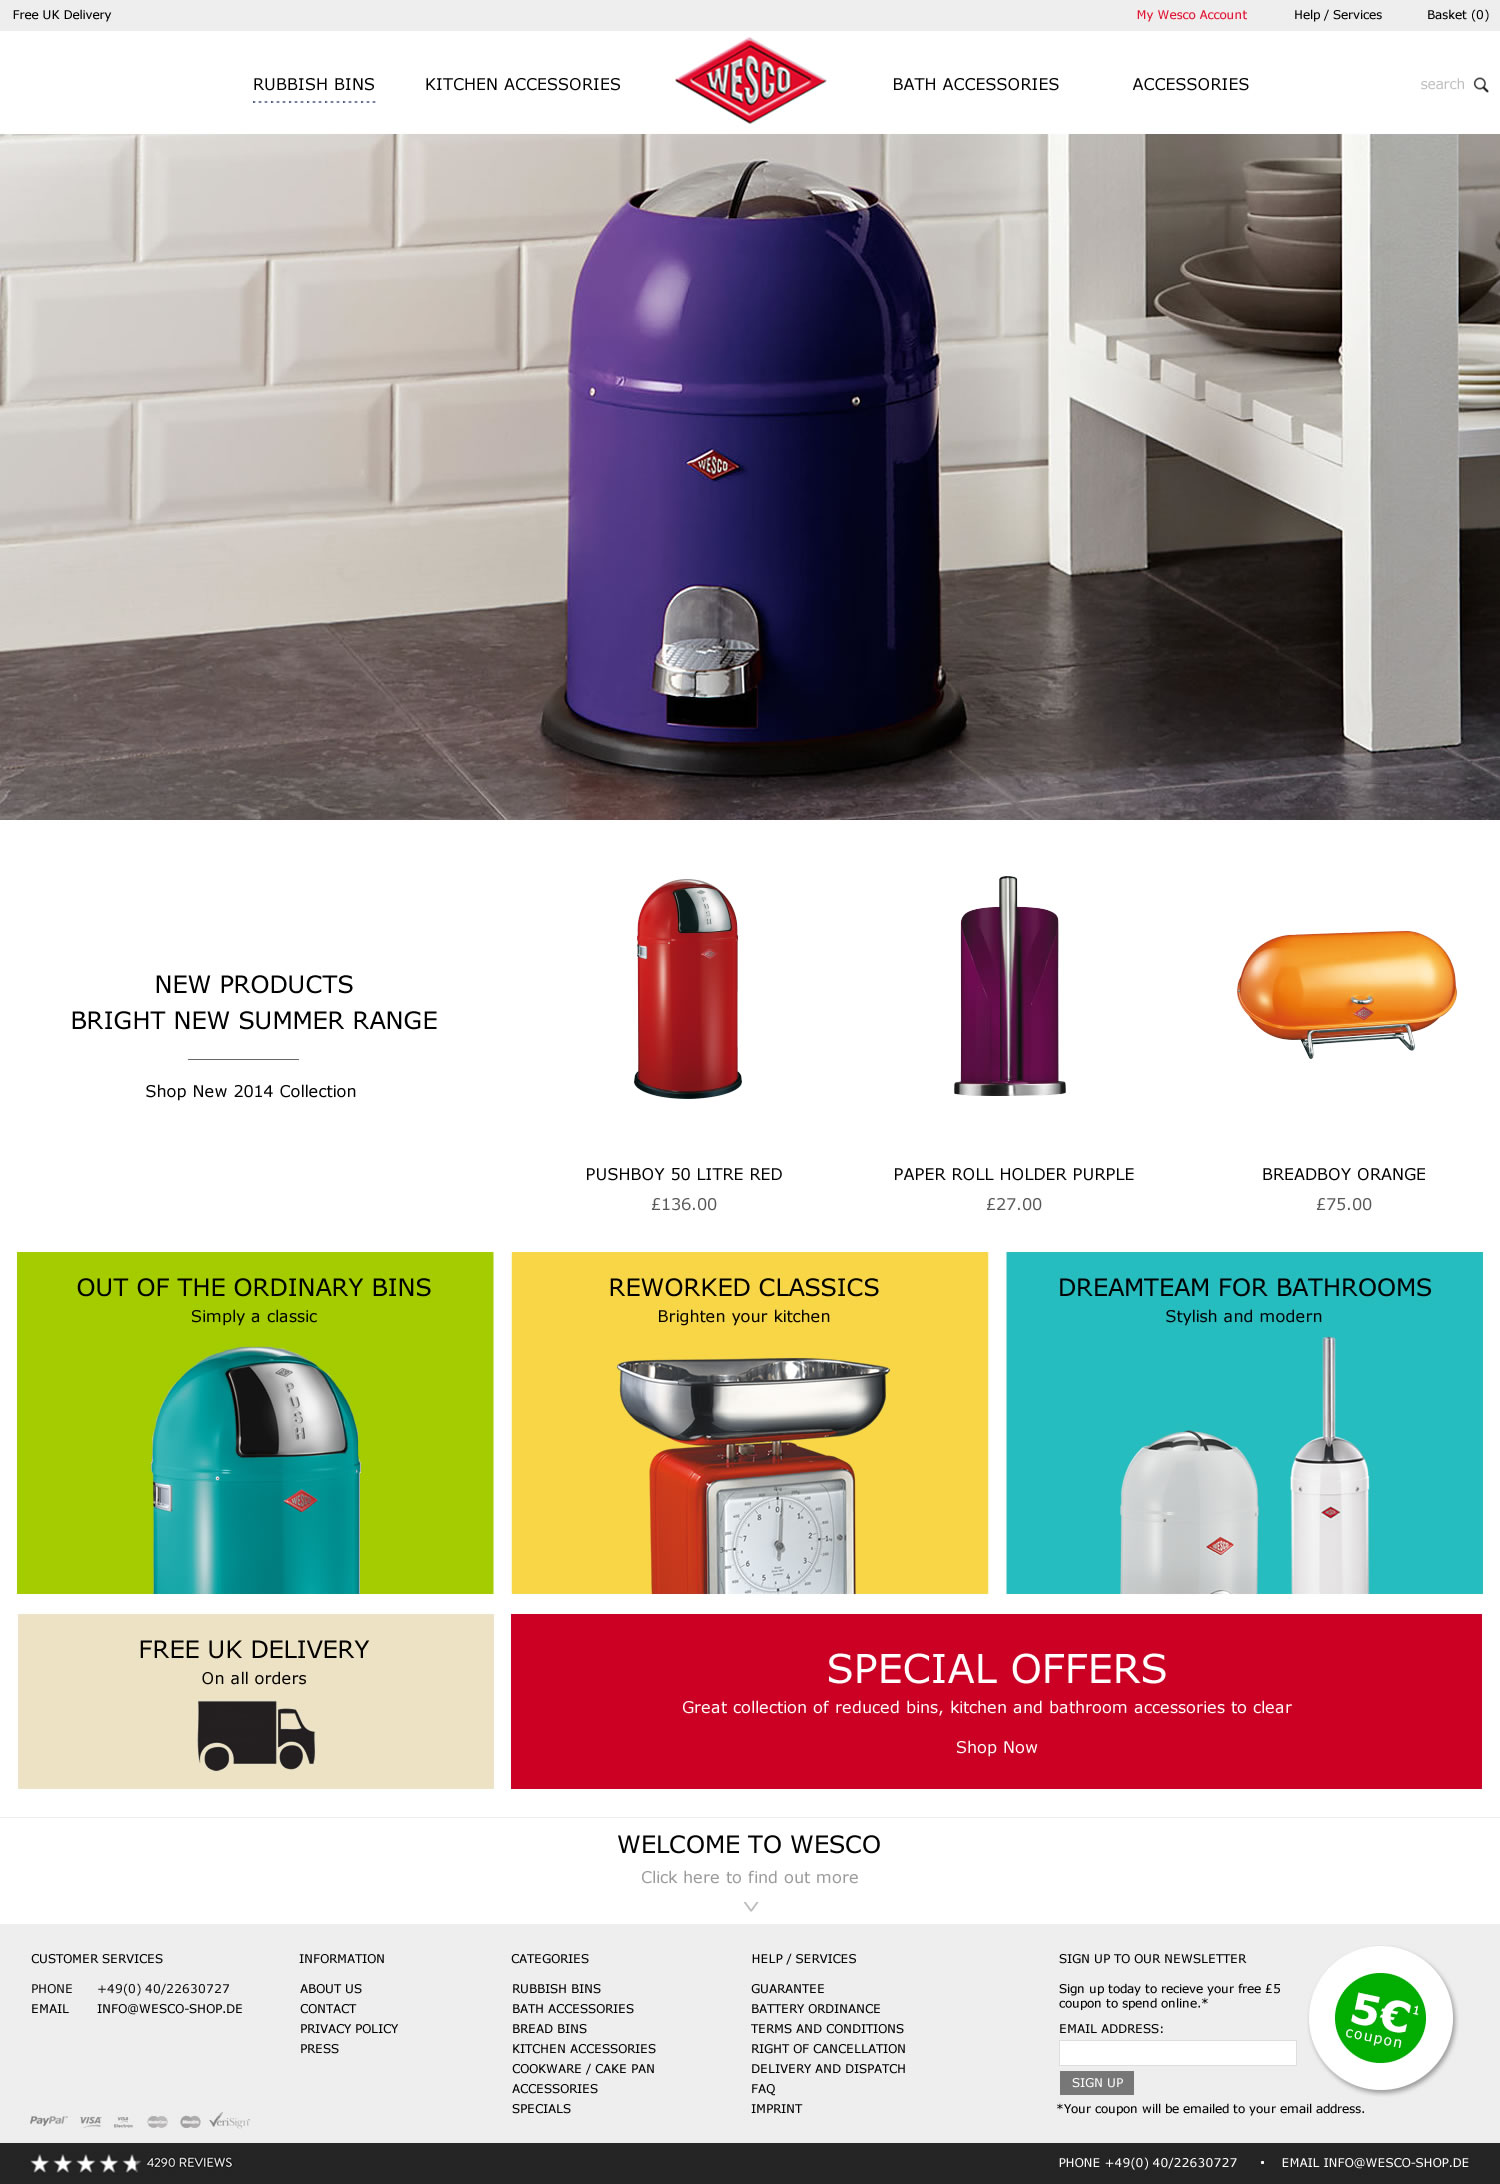 Free UK Delivery
My Wesco Account
Help / Services
Basket (0)
RUBBISH BINS
KITCHEN ACCESSORIES
WESCO
BATH ACCESSORIES
ACCESSORIES
search
WESCO
PUSH
NEW PRODUCTS
BRIGHT NEW SUMMER RANGE
Shop New 2014 Collection
PUSHBOY 50 LITRE RED
£136.00
PAPER ROLL HOLDER PURPLE
£27.00
BREADBOY ORANGE
£75.00
OUT OF THE ORDINARY BINS
Simply a classic
PUSH
WESCO
REWORKED CLASSICS
Brighten your kitchen
DREAMTEAM FOR BATHROOMS
Stylish and modern
WESCO
FREE UK DELIVERY
On all orders
SPECIAL OFFERS
Great collection of reduced bins, kitchen and bathroom accessories to clear
Shop Now
WELCOME TO WESCO
Click here to find out more
CUSTOMER SERVICES
PHONE +49(0) 40/22630727
EMAIL INFO@WESCO-SHOP.DE
PayPal VISA VISA Electron VeriSign
INFORMATION
ABOUT US
CONTACT
PRIVACY POLICY
PRESS
CATEGORIES
RUBBISH BINS
BATH ACCESSORIES
BREAD BINS
KITCHEN ACCESSORIES
COOKWARE / CAKE PAN
ACCESSORIES
SPECIALS
HELP / SERVICES
GUARANTEE
BATTERY ORDINANCE
TERMS AND CONDITIONS
RIGHT OF CANCELLATION
DELIVERY AND DISPATCH
FAQ
IMPRINT
SIGN UP TO OUR NEWSLETTER
Sign up today to recieve your free £5
coupon to spend online.*
EMAIL ADDRESS:
SIGN UP
*Your coupon will be emailed to your email address.
5€¹
coupon
4290 REVIEWS
PHONE +49(0) 40/22630727 • EMAIL INFO@WESCO-SHOP.DE